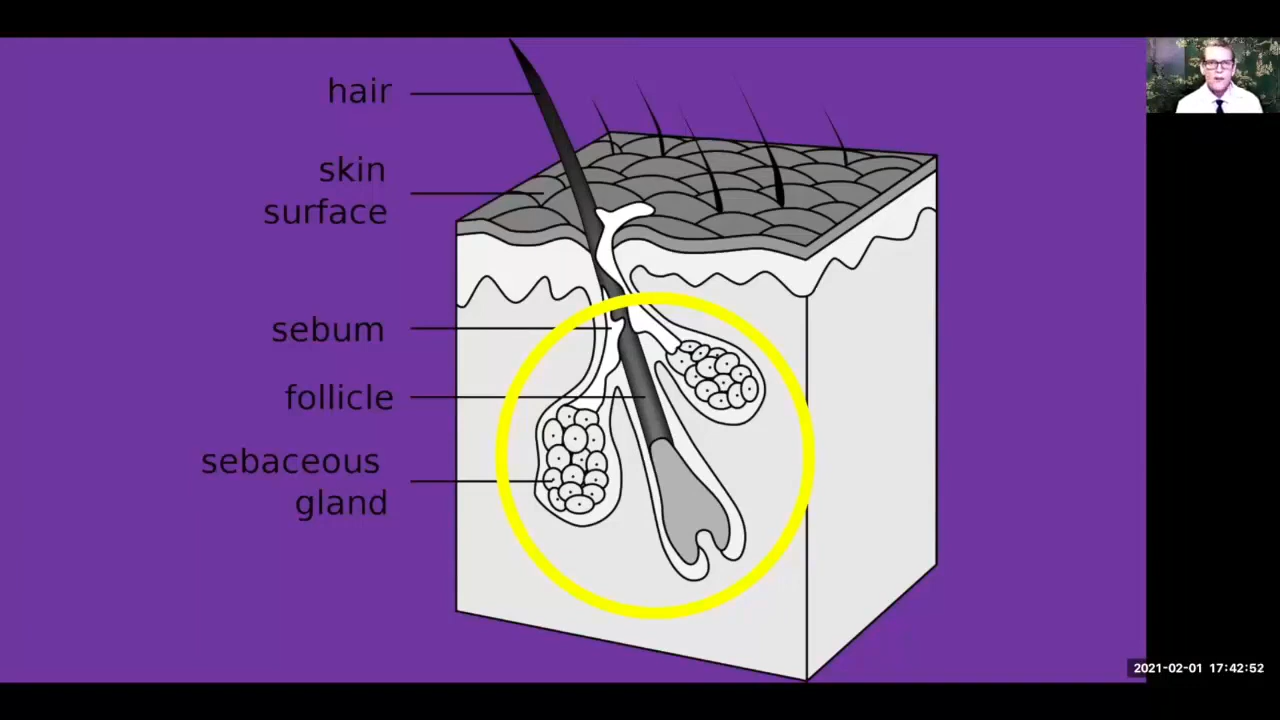 hair
skin
surface
sebum
follicle
sebaceous
gland
2021-02-01 17:42:52